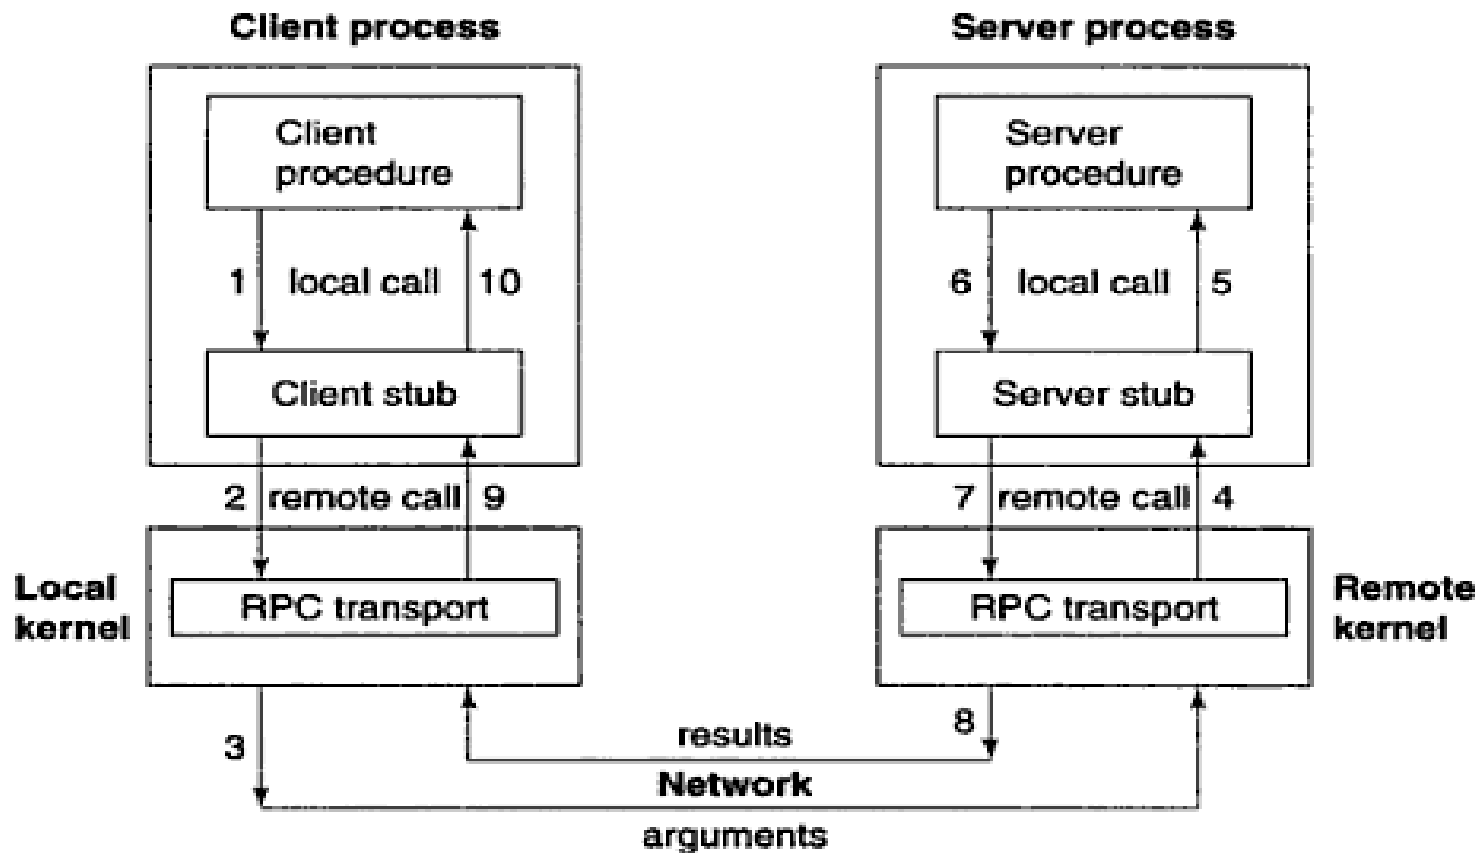 Client process
Server process
Client
procedure
Server
procedure
1 local call 10
6 local call 5
Client stub
Server stub
2 remote call 9
7 remote call 4
Local
kernel
RPC transport
RPC transport
Remote
kernel
3
results
8
Network
arguments